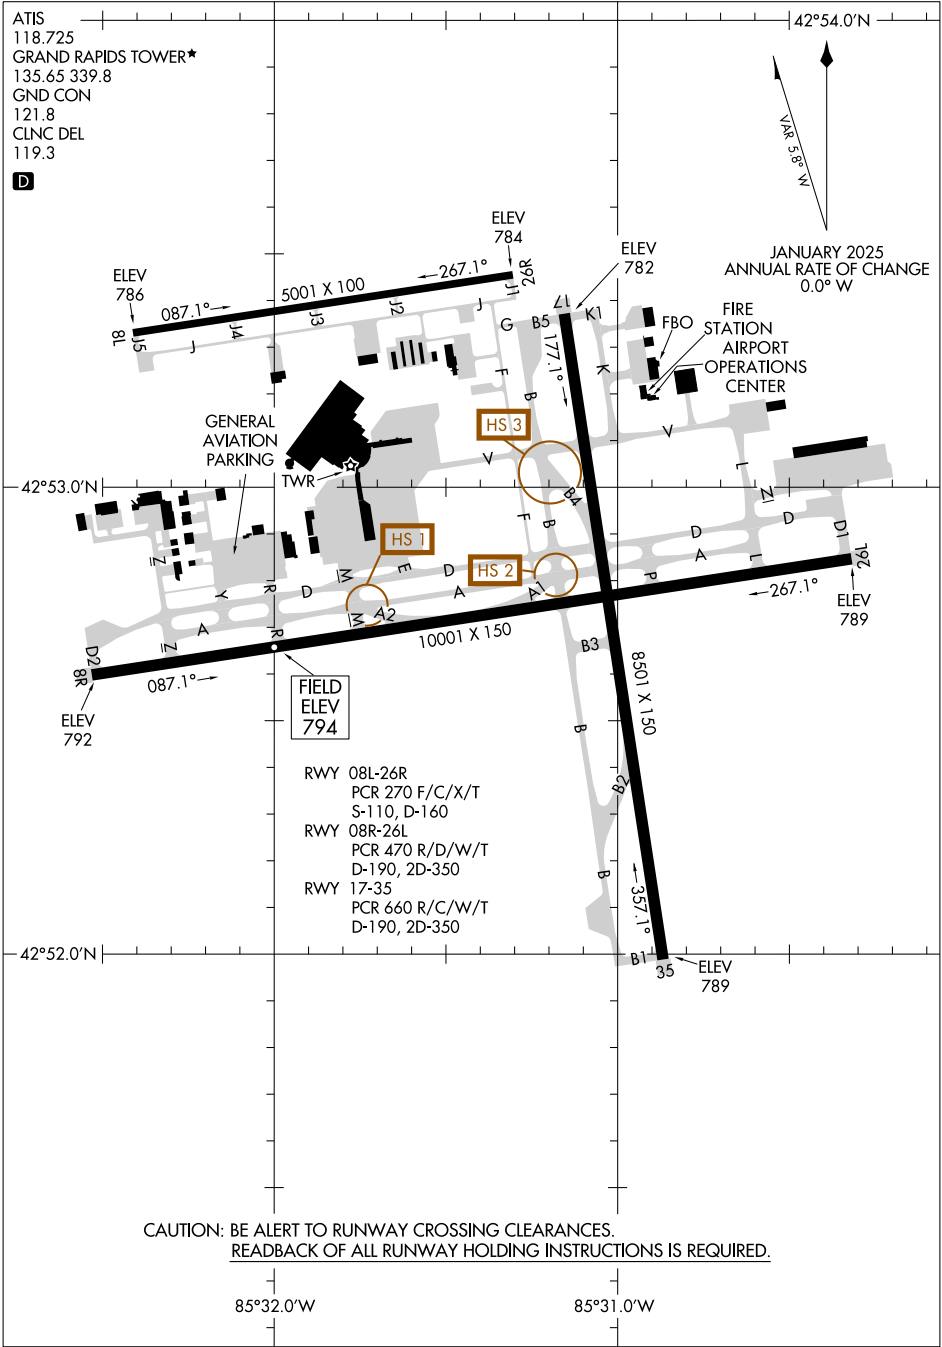 ATIS
118.725
GRAND RAPIDS TOWER★
135.65 339.8
GND CON
121.8
CLNC DEL
119.3
D
42°54.0'N
VAR 5.8° W
JANUARY 2025
ANNUAL RATE OF CHANGE
0.0° W
ELEV
784
ELEV
782
ELEV
786
26R
267.1°
5001 X 100
087.1°
8L
J5
J
J4
J3
J2
J
J1
G
B5
17
K1
177.1°
F
B
K
FBO
FIRE
STATION
AIRPORT
OPERATIONS
CENTER
GENERAL
AVIATION
PARKING
TWR
HS 3
V
V
42°53.0'N
B4
L
Z1
F
B
D
D
D1
26L
HS 1
HS 2
Z
Y
R
D
M
E
D
A
A1
P
A
L
267.1°
ELEV
789
A
Z
R
M
A2
10001 X 150
D2
8R
087.1°
ELEV
792
FIELD
ELEV
794
B3
8501 X 150
B
B2
B
357.1°
RWY 08L-26R
PCR 270 F/C/X/T
S-110, D-160
RWY 08R-26L
PCR 470 R/D/W/T
D-190, 2D-350
RWY 17-35
PCR 660 R/C/W/T
D-190, 2D-350
42°52.0'N
B1
35
ELEV
789
CAUTION: BE ALERT TO RUNWAY CROSSING CLEARANCES.
READBACK OF ALL RUNWAY HOLDING INSTRUCTIONS IS REQUIRED.
85°32.0'W
85°31.0'W